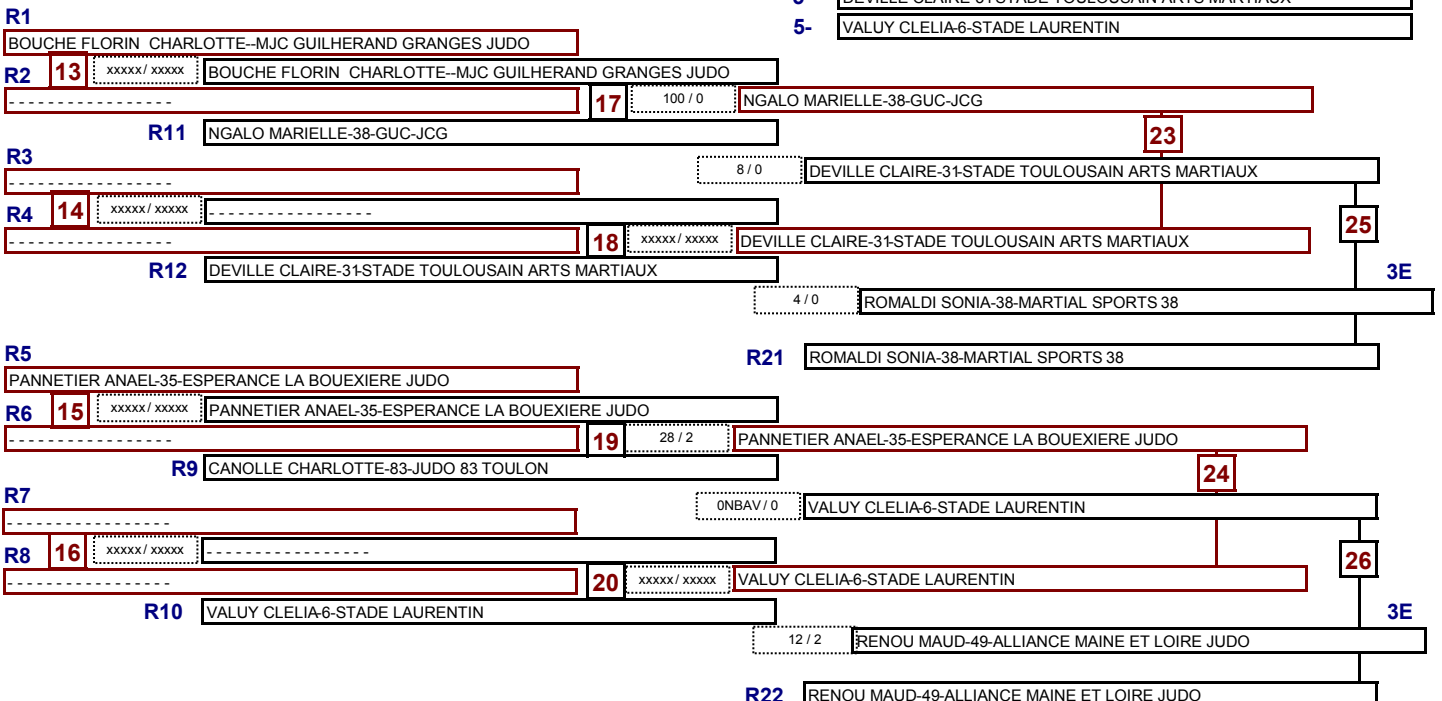 5- DEVILLE CLAIRE-31-STADE TOULOUSAIN ARTS MARTIAUX
R1
5- VALUY CLELIA-6-STADE LAURENTIN
BOUCHE FLORIN  CHARLOTTE--MJC GUILHERAND GRANGES JUDO
R2 13 xxxxx / xxxxx BOUCHE FLORIN  CHARLOTTE--MJC GUILHERAND GRANGES JUDO
- - - - - - - - - - - - - - - - - 17 100 / 0 NGALO MARIELLE-38-GUC-JCG
R11 NGALO MARIELLE-38-GUC-JCG 23
R3
8 / 0 DEVILLE CLAIRE-31-STADE TOULOUSAIN ARTS MARTIAUX
- - - - - - - - - - - - - - - - -
R4 14 xxxxx / xxxxx - - - - - - - - - - - - - - - - - 25
- - - - - - - - - - - - - - - - - 18 xxxxx / xxxxx DEVILLE CLAIRE-31-STADE TOULOUSAIN ARTS MARTIAUX
R12 DEVILLE CLAIRE-31-STADE TOULOUSAIN ARTS MARTIAUX 3E
4 / 0 ROMALDI SONIA-38-MARTIAL SPORTS 38
R5
R21 ROMALDI SONIA-38-MARTIAL SPORTS 38
PANNETIER ANAEL-35-ESPERANCE LA BOUEXIERE JUDO
R6 15 xxxxx / xxxxx PANNETIER ANAEL-35-ESPERANCE LA BOUEXIERE JUDO
- - - - - - - - - - - - - - - - - 19 28 / 2 PANNETIER ANAEL-35-ESPERANCE LA BOUEXIERE JUDO
R9 CANOLLE CHARLOTTE-83-JUDO 83 TOULON 24
R7
0NBAV / 0 VALUY CLELIA-6-STADE LAURENTIN
- - - - - - - - - - - - - - - - -
R8 16 xxxxx / xxxxx - - - - - - - - - - - - - - - - - 26
- - - - - - - - - - - - - - - - - 20 xxxxx / xxxxx VALUY CLELIA-6-STADE LAURENTIN
R10 VALUY CLELIA-6-STADE LAURENTIN 3E
12 / 2 RENOU MAUD-49-ALLIANCE MAINE ET LOIRE JUDO
R22 RENOU MAUD-49-ALLIANCE MAINE ET LOIRE JUDO